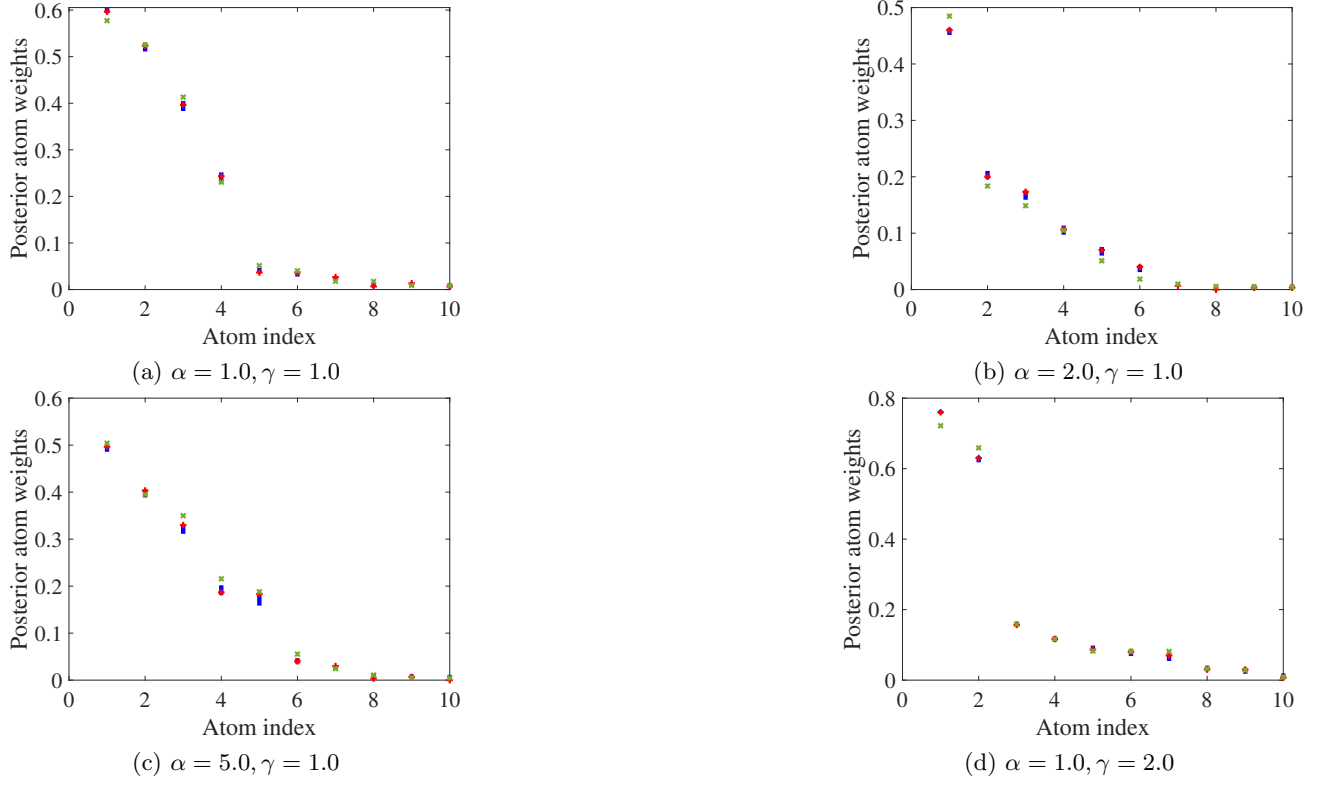 Posterior atom weights
0.6
0.5
0.4
0.3
0.2
0.1
0
0 2 4 6 8 10
Atom index
(a) α = 1.0, γ = 1.0
Posterior atom weights
0.5
0.4
0.3
0.2
0.1
0
0 2 4 6 8 10
Atom index
(b) α = 2.0, γ = 1.0
Posterior atom weights
0.6
0.5
0.4
0.3
0.2
0.1
0
0 2 4 6 8 10
Atom index
(c) α = 5.0, γ = 1.0
Posterior atom weights
0.8
0.6
0.4
0.2
0
0 2 4 6 8 10
Atom index
(d) α = 1.0, γ = 2.0